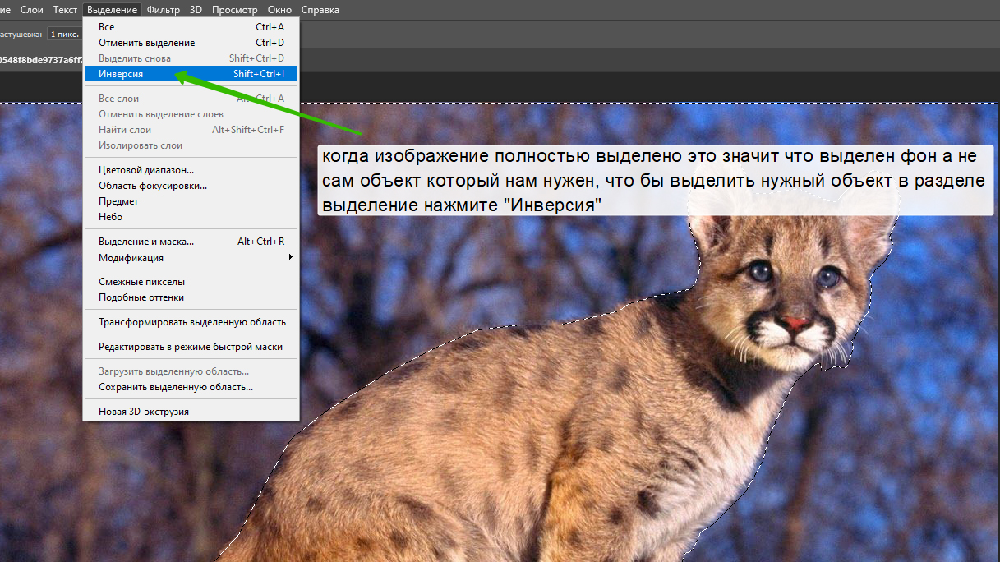 ие Слои Текст Выделение Фильтр 3D Просмотр Окно Справка
астушевка: 1 пикс.
0548f8bde9737a6ff2
Все Ctrl+A
Отменить выделение Ctrl+D
Выделить снова Shift+Ctrl+D
Инверсия Shift+Ctrl+I
Все слои Alt+Ctrl+A
Отменить выделение слоев
Найти слои Alt+Shift+Ctrl+F
Изолировать слои
Цветовой диапазон...
Область фокусировки...
Предмет
Небо
Выделение и маска... Alt+Ctrl+R
Модификация
Смежные пикселы
Подобные оттенки
Трансформировать выделенную область
Редактировать в режиме быстрой маски
Загрузить выделенную область...
Сохранить выделенную область...
Новая 3D-экструзия
когда изображение полностью выделено это значит что выделен фон а не
сам объект который нам нужен, что бы выделить нужный объект в разделе
выделение нажмите "Инверсия"